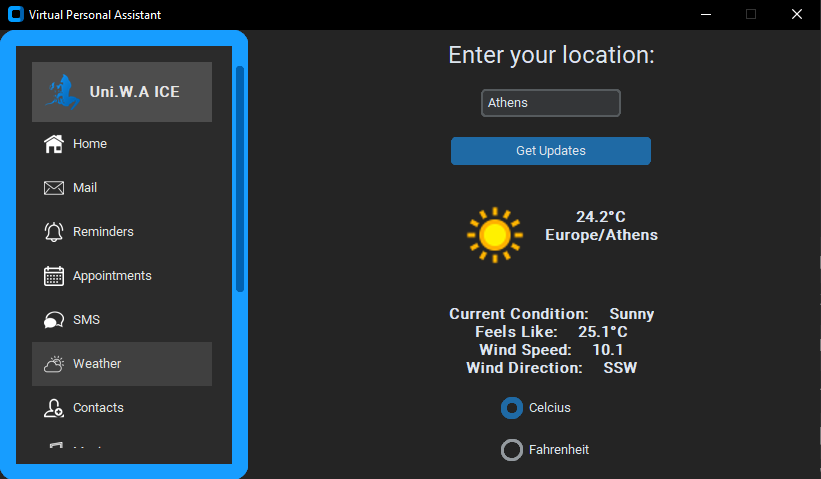 Virtual Personal Assistant
Uni.W.A ICE
Home
Mail
Reminders
Appointments
SMS
Weather
Contacts
Enter your location:
Athens
Get Updates
24.2°C
Europe/Athens
Current Condition: Sunny
Feels Like: 25.1°C
Wind Speed: 10.1
Wind Direction: SSW
Celcius
Fahrenheit